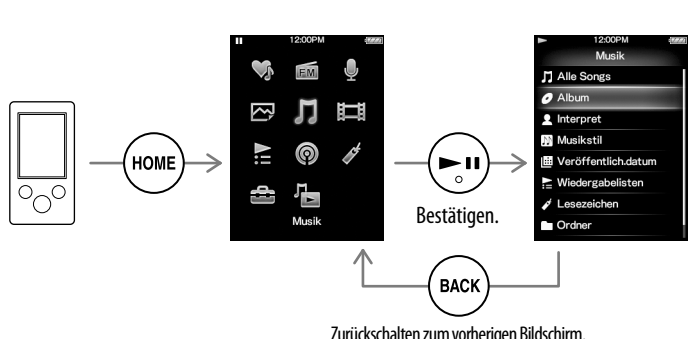 12:00PM
FM
Musik
HOME
Bestätigen.
12:00PM
Musik
Alle Songs
Album
Interpret
Musikstil
Veröffentlich.datum
Wiedergabelisten
Lesezeichen
Ordner
BACK
Zurückschalten zum vorherigen Bildschirm.